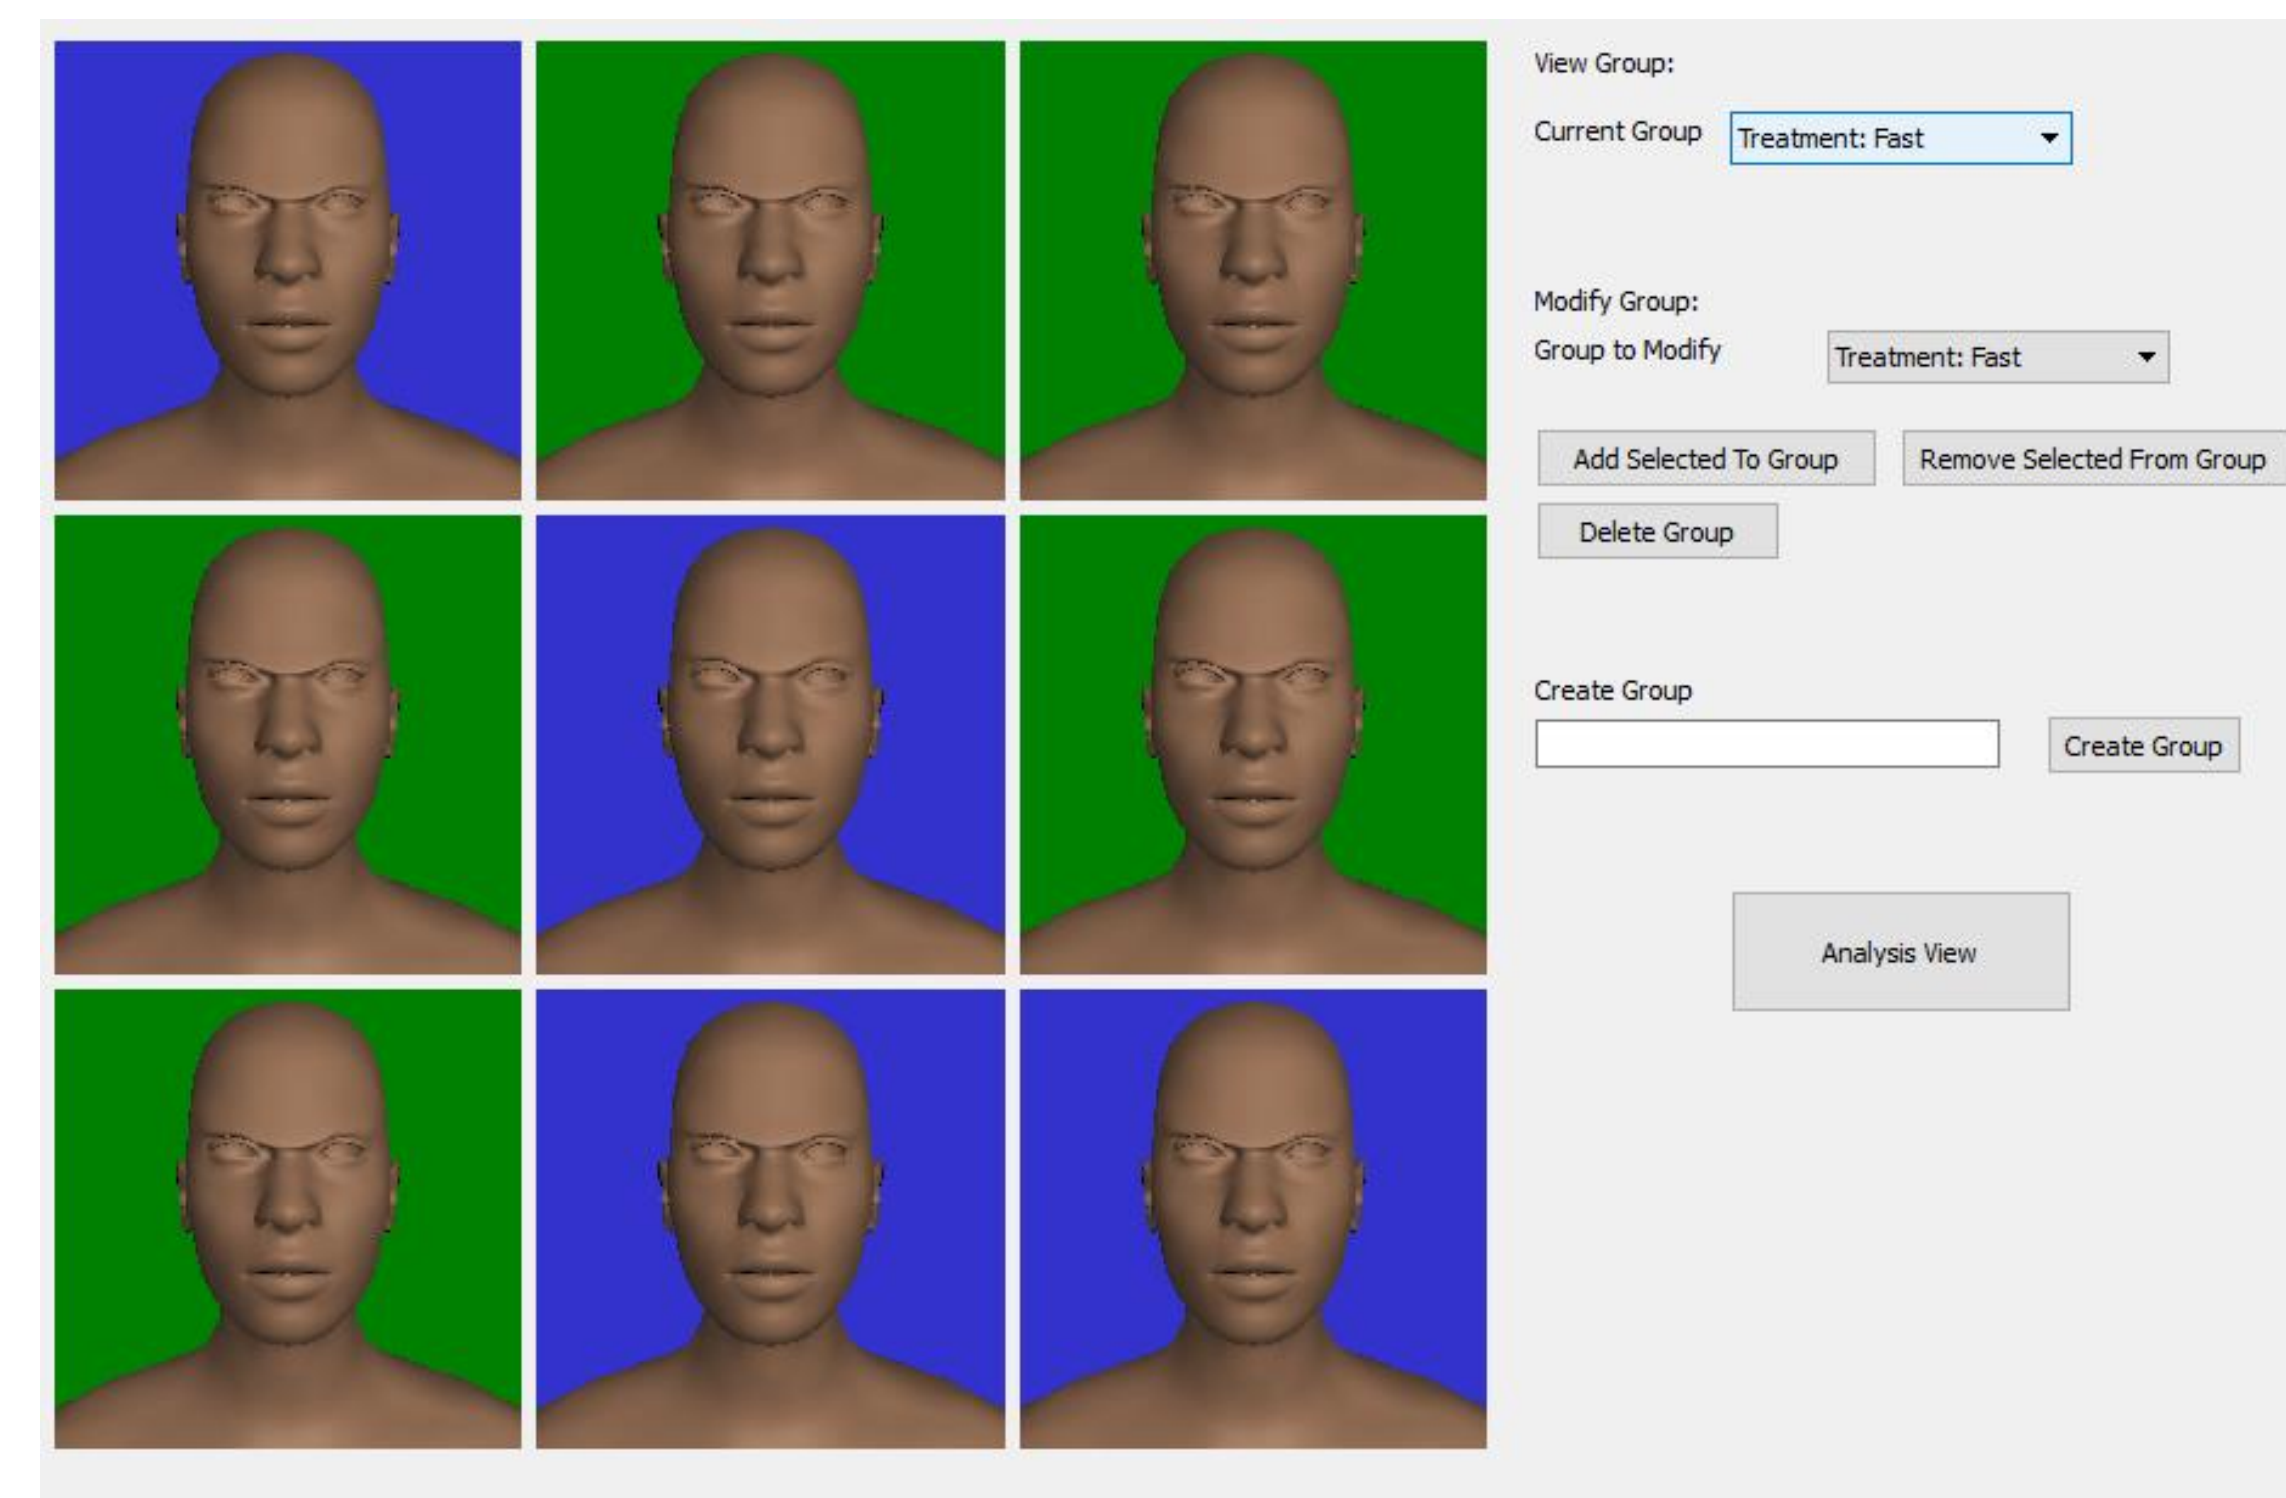 View Group:
Current Group Treatment: Fast
Modify Group:
Group to Modify Treatment: Fast
Add Selected To Group Remove Selected From Group
Delete Group
Create Group
Create Group
Analysis View